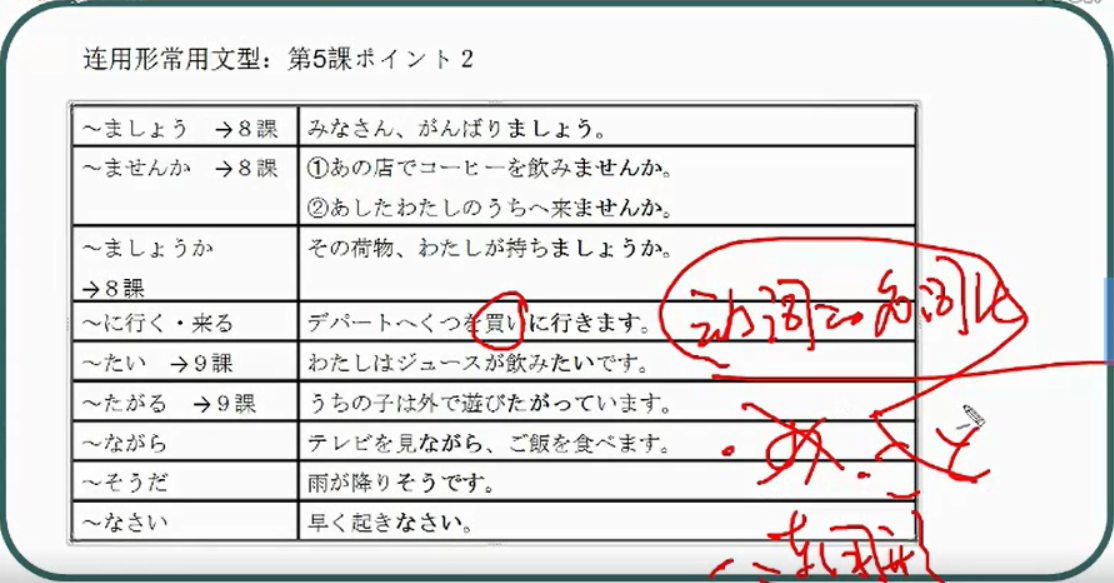 连用形常用文型：第5課ポイント２
～ましょう　→８課
みなさん、がんばりましょう。
～ませんか　→８課
①あの店でコーヒーを飲みませんか。
②あしたわたしのうちへ来ませんか。
～ましょうか
→８課
その荷物、わたしが持ちましょうか。
～に行く・来る
デパートへくつを買いに行きます。
动词＝名词化
～たい　→９課
わたしはジュースが飲みたいです。
～たがる　→９課
うちの子は外で遊びたがっています。
～ながら
テレビを見ながら、ご飯を食べます。
～そうだ
雨が降りそうです。
～なさい
早く起きなさい。